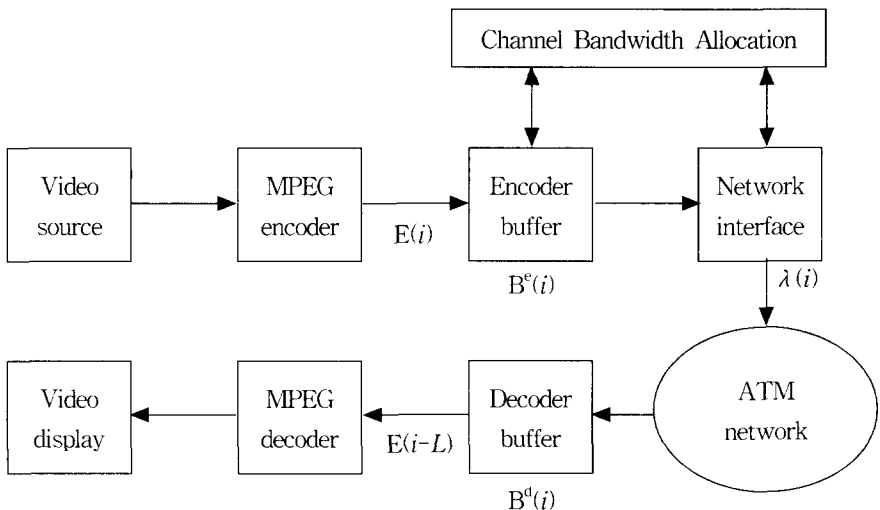 Channel Bandwidth Allocation
Video
source
MPEG
encoder
E(i)
Encoder
buffer
B^e(i)
Network
interface
λ(i)
Video
display
MPEG
decoder
E(i-L)
Decoder
buffer
B^d(i)
ATM
network